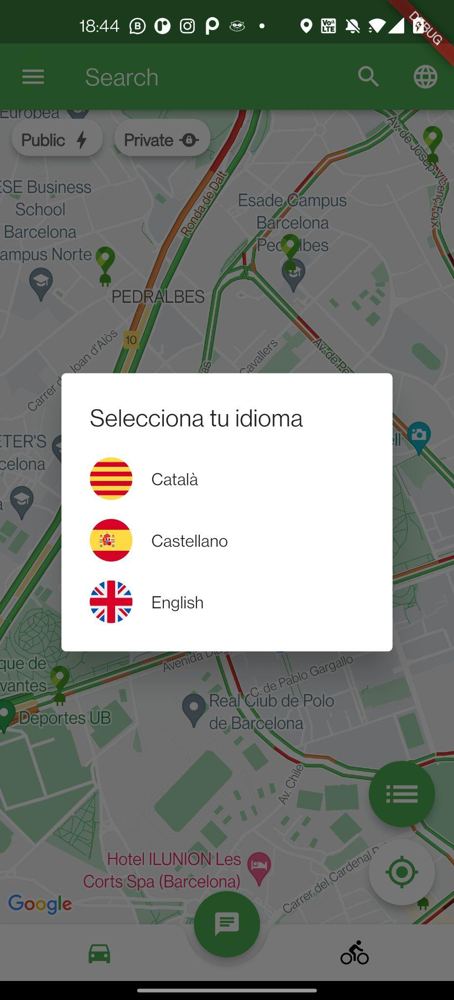 18:44
DEBUG
Search
Europea
Public
Private
Av. de Josep Vicenç Foix
Ronda de Dalt
ESE Business
School
Barcelona
ampus Norte
Esade Campus
Barcelona
Pedralbes
PEDRALBES
10
Carrer de Joan d'Alòs
Cavallers
Av. de Pe
ETER'S
celona
ell
Selecciona tu idioma
Català
Castellano
English
que de
vantes
Avenida Diag
C. de Pablo Gargallo
Deportes UB
Real Club de Polo
de Barcelona
Av. Chile
Hotel ILUNION Les
Corts Spa (Barcelona)
Carrer del Cardenal R
Google